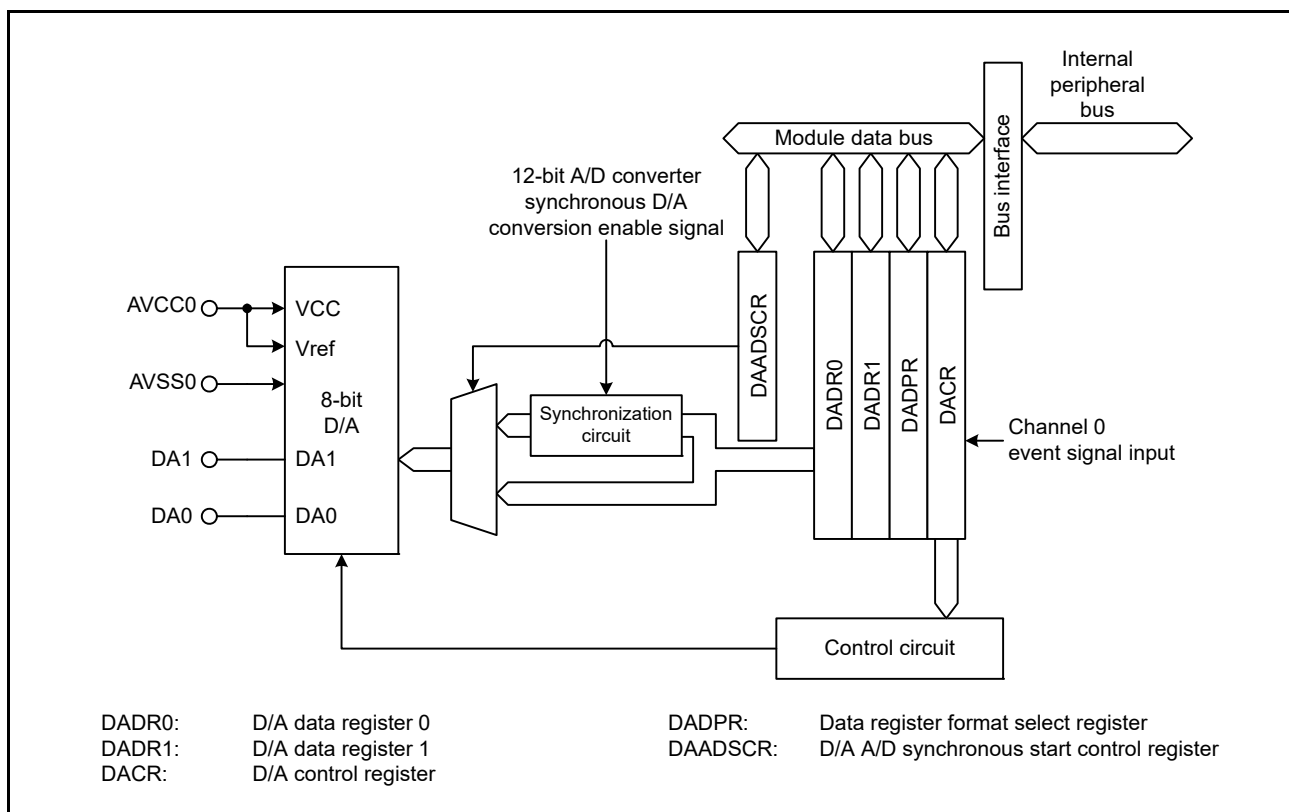 Internal
peripheral
bus
Module data bus
Bus interface
12-bit A/D converter
synchronous D/A
conversion enable signal
AVCC0
VCC
Vref
AVSS0
8-bit
D/A
DA1
DA1
DA0
DA0
Synchronization
circuit
DAADSCR
DADR0
DADR1
DADPR
DACR
Channel 0
event signal input
Control circuit
DADR0: D/A data register 0
DADR1: D/A data register 1
DACR: D/A control register
DADPR: Data register format select register
DAADSCR: D/A A/D synchronous start control register